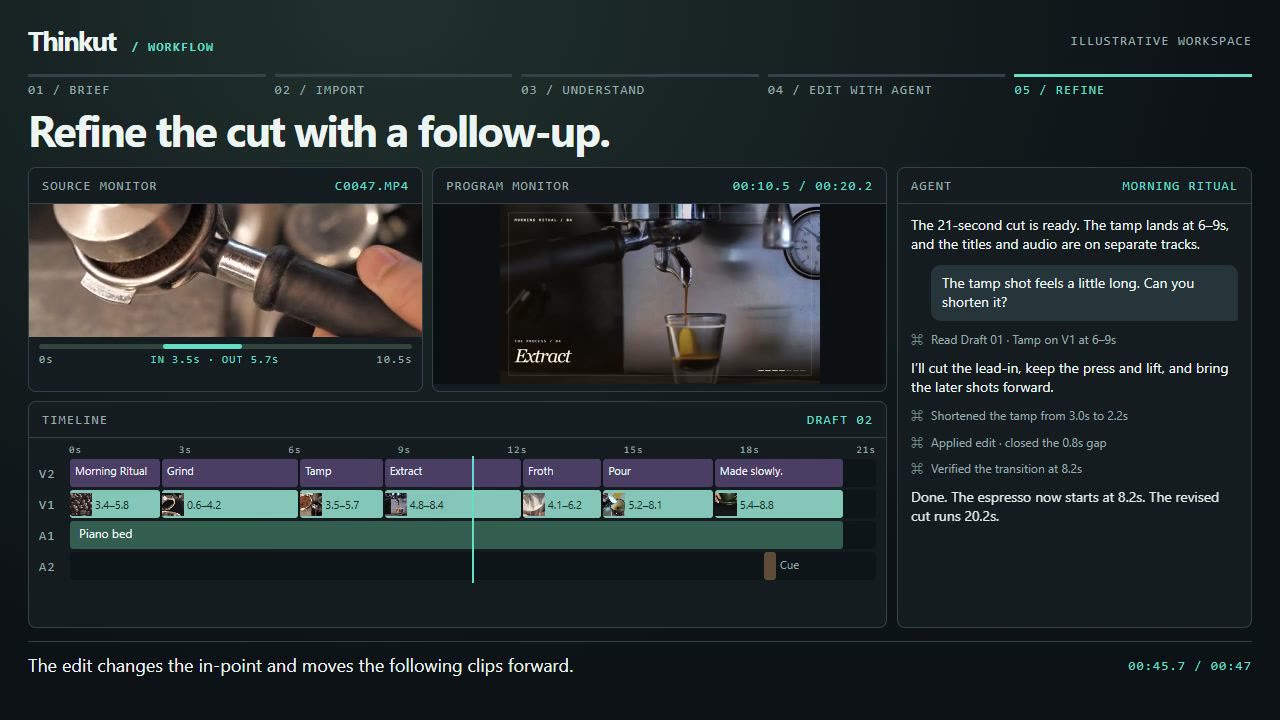 Thinkut / WORKFLOW
ILLUSTRATIVE WORKSPACE
01 / BRIEF
02 / IMPORT
03 / UNDERSTAND
04 / EDIT WITH AGENT
05 / REFINE
Refine the cut with a follow-up.
SOURCE MONITOR
C0047.MP4
0s
IN 3.5s · OUT 5.7s
10.5s
PROGRAM MONITOR
00:10.5 / 00:20.2
MORNING RITUAL / 04
THE PROCESS / 04
Extract
AGENT
MORNING RITUAL
The 21-second cut is ready. The tamp lands at 6–9s,
and the titles and audio are on separate tracks.
The tamp shot feels a little long. Can you
shorten it?
⌘ Read Draft 01 · Tamp on V1 at 6–9s
I’ll cut the lead-in, keep the press and lift, and bring
the later shots forward.
⌘ Shortened the tamp from 3.0s to 2.2s
⌘ Applied edit · closed the 0.8s gap
⌘ Verified the transition at 8.2s
Done. The espresso now starts at 8.2s. The revised
cut runs 20.2s.
TIMELINE
DRAFT 02
0s 3s 6s 9s 12s 15s 18s 21s
V2 Morning Ritual Grind Tamp Extract Froth Pour Made slowly.
V1 3.4–5.8 0.6–4.2 3.5–5.7 4.8–8.4 4.1–6.2 5.2–8.1 5.4–8.8
A1 Piano bed
A2 Cue
The edit changes the in-point and moves the following clips forward.
00:45.7 / 00:47